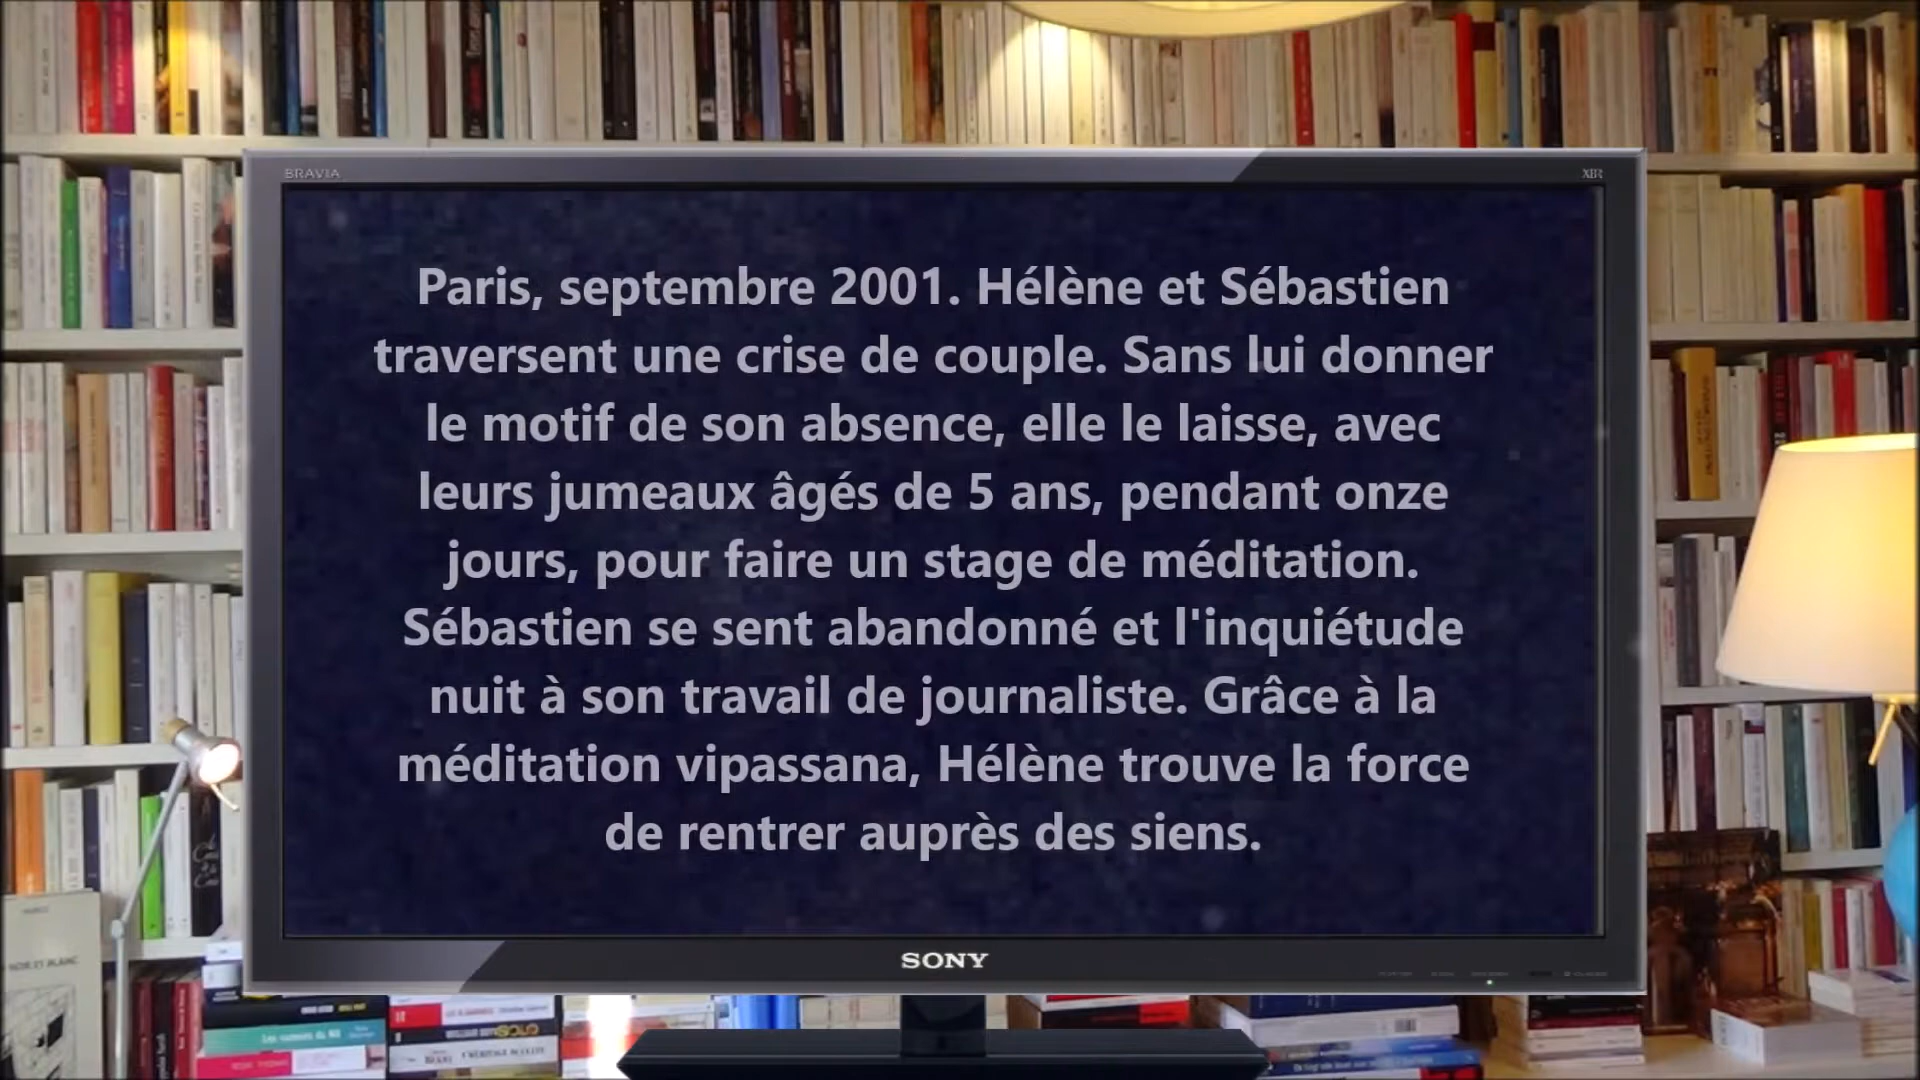 BRAVIA
XBR
Paris, septembre 2001. Hélène et Sébastien
traversent une crise de couple. Sans lui donner
le motif de son absence, elle le laisse, avec
leurs jumeaux âgés de 5 ans, pendant onze
jours, pour faire un stage de méditation.
Sébastien se sent abandonné et l'inquiétude
nuit à son travail de journaliste. Grâce à la
méditation vipassana, Hélène trouve la force
de rentrer auprès des siens.
SONY